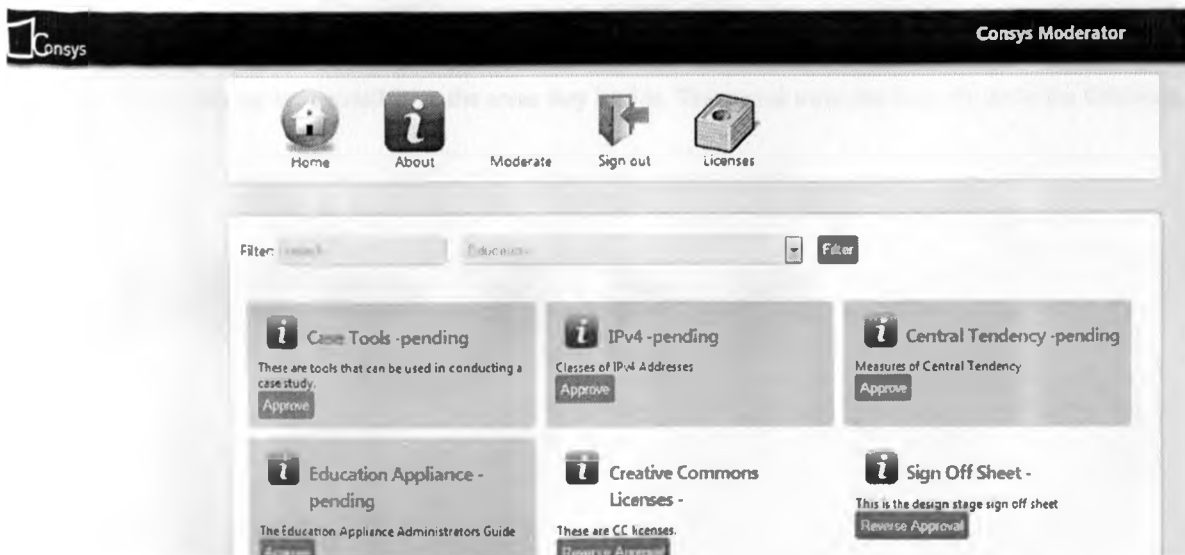 Consys
Consys Moderator
Home About Moderate Sign out Licenses
Filter: Filter
Case Tools -pending
These are tools that can be used in conducting a
case study.
Approve
IPv4 -pending
Classes of IPv4 Addresses
Approve
Central Tendency -pending
Measures of Central Tendency
Approve
Education Appliance -
pending
The Education Appliance Administrators Guide
Approve
Creative Commons
Licenses -
These are CC licenses.
Reverse Approval
Sign Off Sheet -
This is the design stage sign off sheet
Reverse Approval